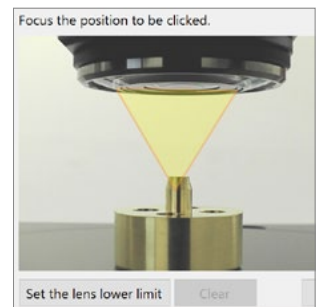 Focus the position to be clicked.
Set the lens lower limit
Clear